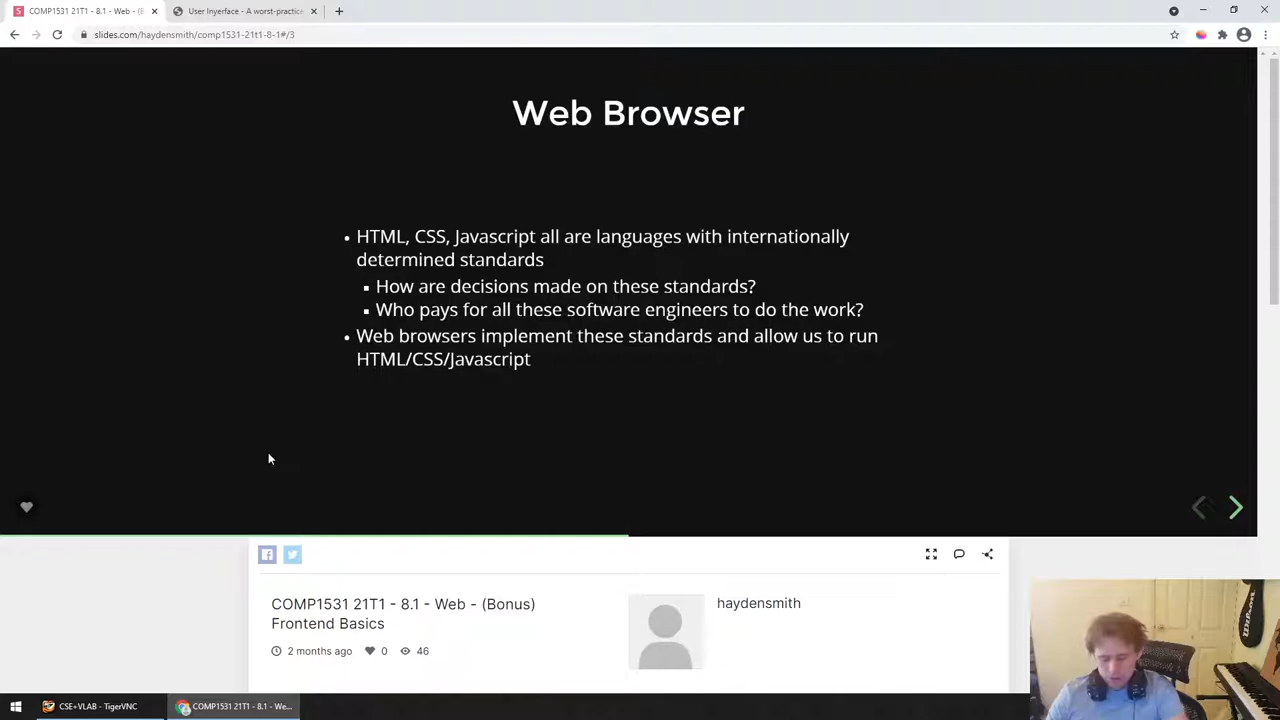 COMP1531 21T1 - 8.1 - Web - (B
User Inyerface - A worst-practice
slides.com/haydensmith/comp1531-21t1-8-1#/3
Web Browser
HTML, CSS, Javascript all are languages with internationally
determined standards
How are decisions made on these standards?
Who pays for all these software engineers to do the work?
Web browsers implement these standards and allow us to run
HTML/CSS/Javascript
COMP1531 21T1 - 8.1 - Web - (Bonus)
Frontend Basics
haydensmith
2 months ago 0 46
CSE+VLAB - TigerVNC
COMP1531 21T1 - 8.1 - We...